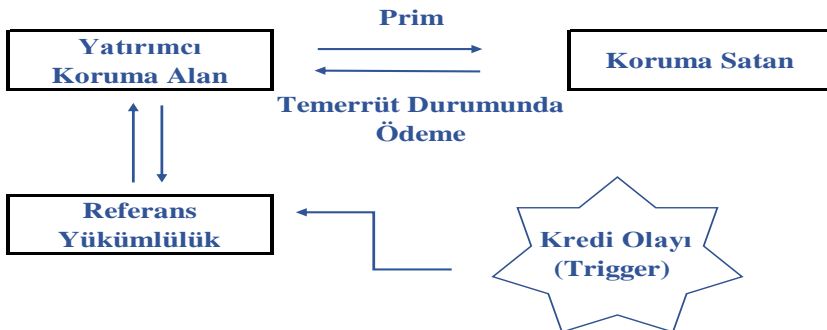 Prim
Yatırımcı
Koruma Alan
Koruma Satan
Temerrüt Durumunda
Ödeme
Referans
Yükümlülük
Kredi Olayı
(Trigger)